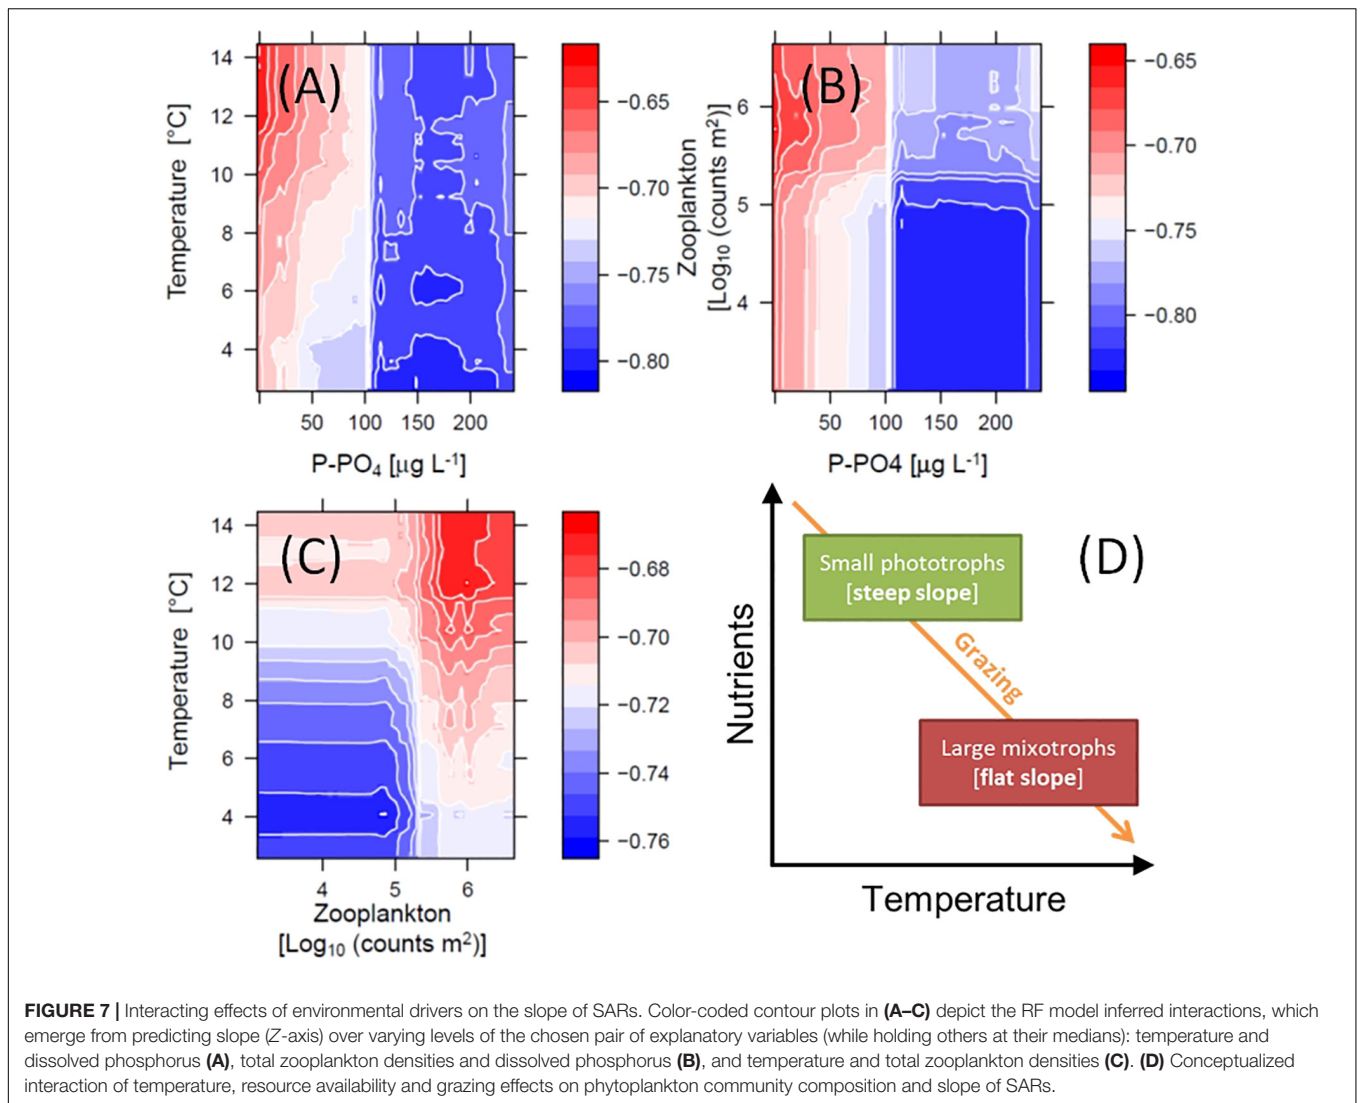 (A)
14
12
10
8
6
4
Temperature [°C]
50 100 150 200
P-PO₄ [µg L⁻¹]
−0.65
−0.70
−0.75
−0.80
(B)
6
5
4
Zooplankton
[Log₁₀ (counts m²)]
50 100 150 200
P-PO4 [µg L⁻¹]
−0.65
−0.70
−0.75
−0.80
(C)
14
12
10
8
6
4
Temperature [°C]
4 5 6
Zooplankton
[Log₁₀ (counts m²)]
−0.68
−0.70
−0.72
−0.74
−0.76
(D)
Nutrients
Small phototrophs
[steep slope]
Grazing
Large mixotrophs
[flat slope]
Temperature
FIGURE 7 | Interacting effects of environmental drivers on the slope of SARs. Color-coded contour plots in (A–C) depict the RF model inferred interactions, which
emerge from predicting slope (Z-axis) over varying levels of the chosen pair of explanatory variables (while holding others at their medians): temperature and
dissolved phosphorus (A), total zooplankton densities and dissolved phosphorus (B), and temperature and total zooplankton densities (C). (D) Conceptualized
interaction of temperature, resource availability and grazing effects on phytoplankton community composition and slope of SARs.